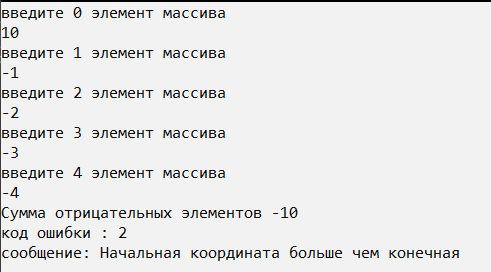 введите 0 элемент массива
10
введите 1 элемент массива
-1
введите 2 элемент массива
-2
введите 3 элемент массива
-3
введите 4 элемент массива
-4
Сумма отрицательных элементов -10
код ошибки : 2
сообщение: Начальная координата больше чем конечная